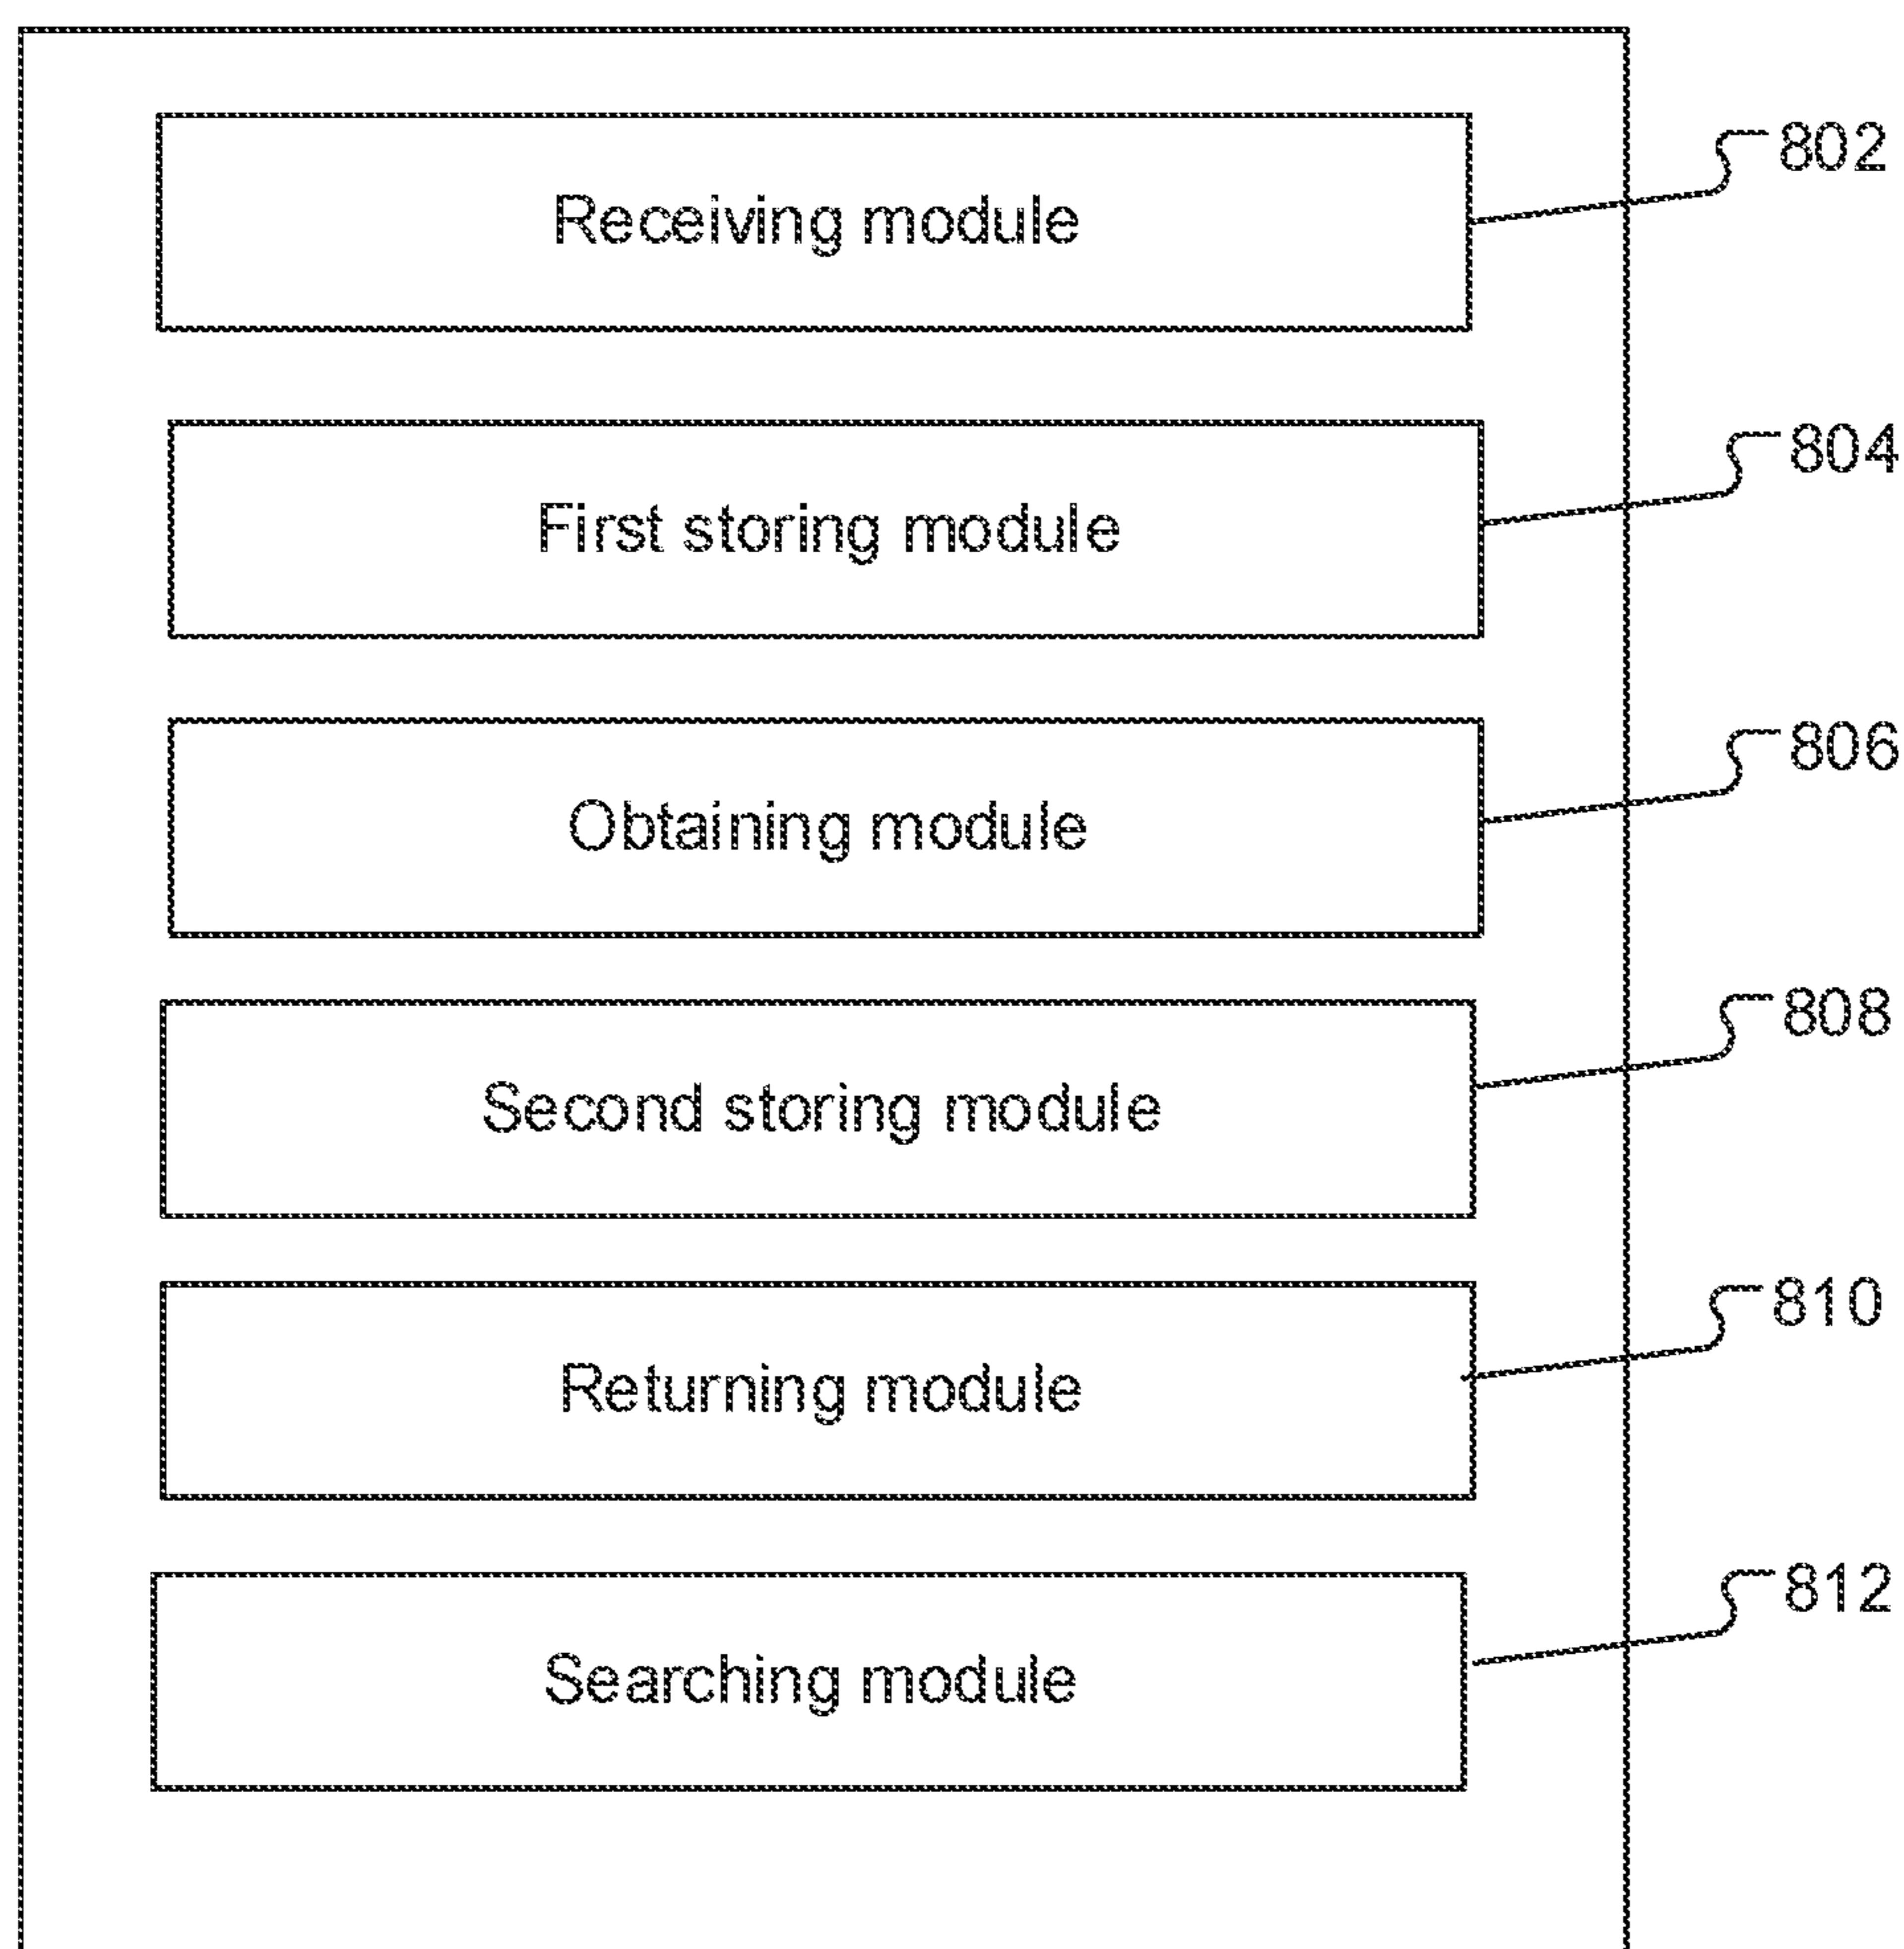 Receiving module
802
First storing module
804
Obtaining module
806
Second storing module
808
Returning module
810
Searching module
812